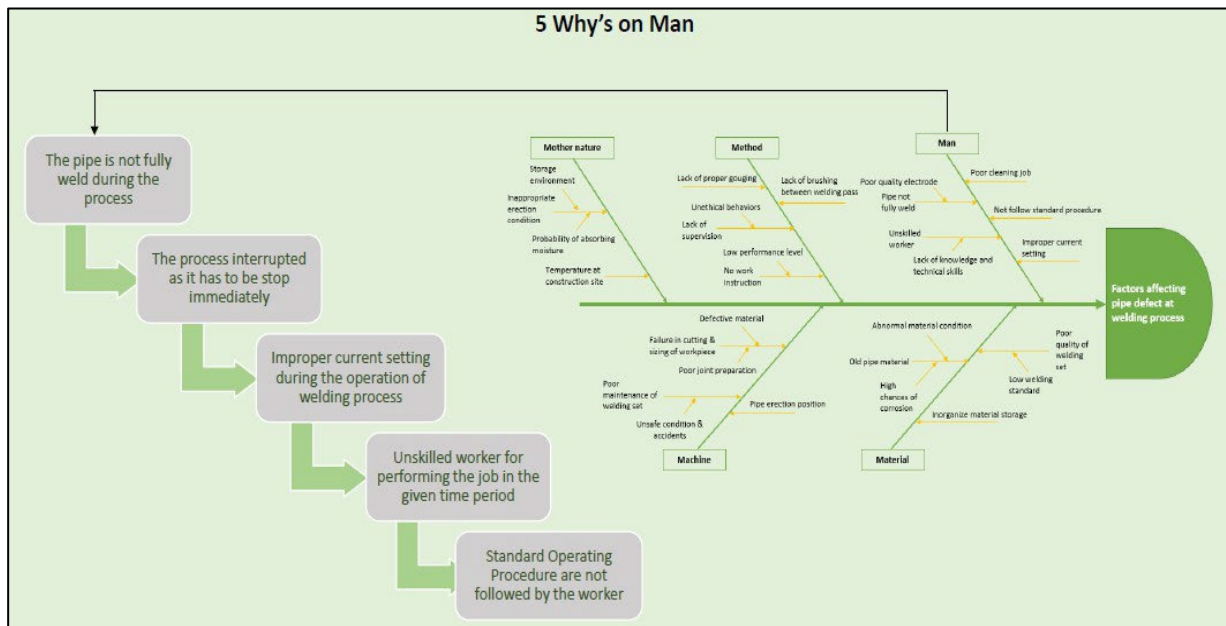 5 Why's on Man
The pipe is not fully
weld during the
process
The process interrupted
as it has to be stop
immediately
Improper current setting
during the operation of
welding process
Unskilled worker for
performing the job in the
given time period
Standard Operating
Procedure are not
followed by the worker
Mother nature
Storage
environment
Inappropriate
erection
condition
Probability of absorbing
moisture
Temperature at
construction site
Method
Lack of proper gouging
Lack of brushing
between welding pass
Unethical behaviors
Lack of
supervision
Low performance level
No work
instruction
Man
Poor cleaning job
Poor quality electrode
Pipe not
fully weld
Not follow standard procedure
Unskilled
worker
Lack of knowledge and
technical skills
Improper current
setting
Factors affecting
pipe defect at
welding process
Defective material
Failure in cutting &
sizing of workpiece
Poor joint preparation
Poor
maintenance of
welding set
Pipe erection position
Unsafe condition &
accidents
Machine
Abnormal material condition
Poor
quality of
welding
set
Old pipe material
Low welding
standard
High
chances of
corrosion
Inorganize material storage
Material